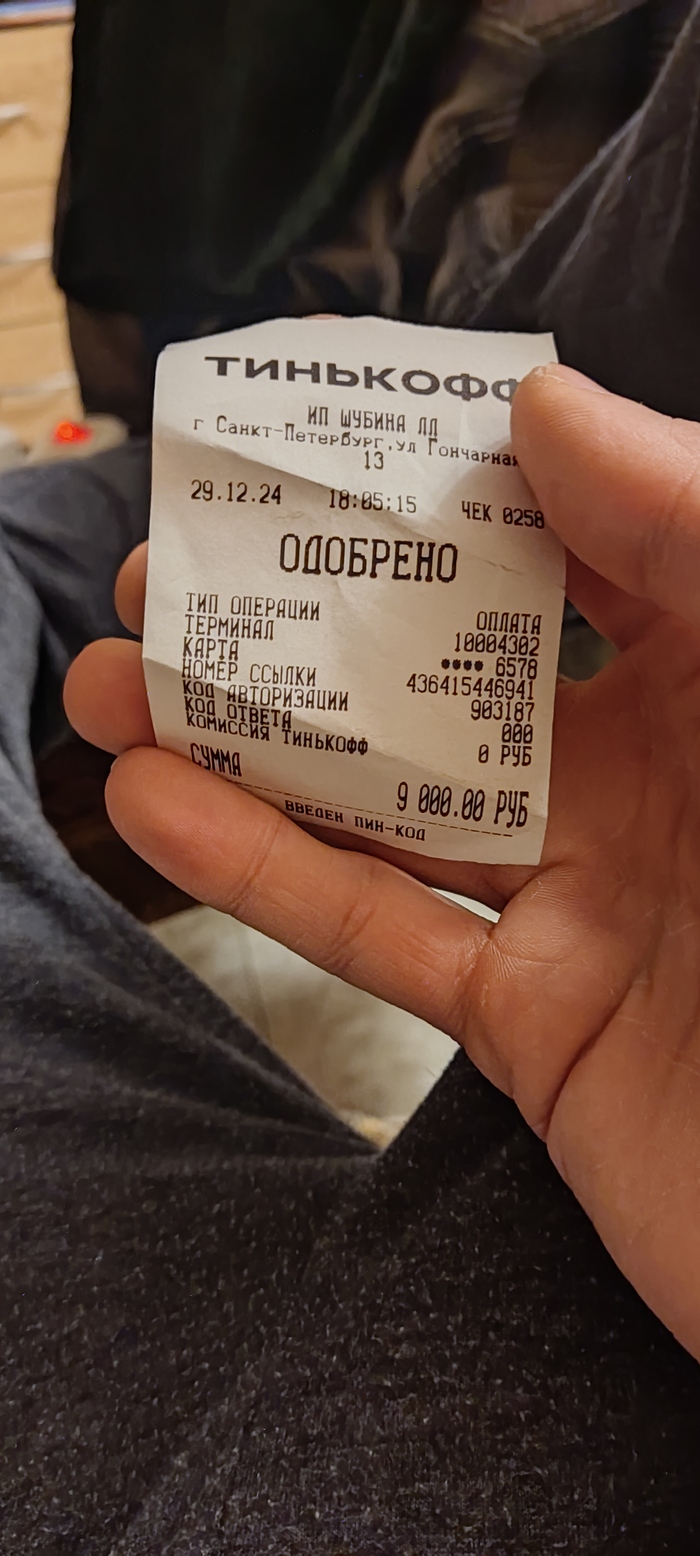 ТИНЬКОФФ
ИП ШУБИНА ЛЛ
г Санкт-Петербург,ул Гончарная
13
29.12.24 18:05:15 ЧЕК 0258
ОДОБРЕНО
ТИП ОПЕРАЦИИ ОПЛАТА
ТЕРМИНАЛ 10004302
КАРТА •••• 6578
НОМЕР ССЫЛКИ 436415446941
КОД АВТОРИЗАЦИИ 903187
КОД ОТВЕТА 000
КОМИССИЯ ТИНЬКОФФ 0 РУБ
СУММА 9 000.00 РУБ
ВВЕДЕН ПИН-КОД